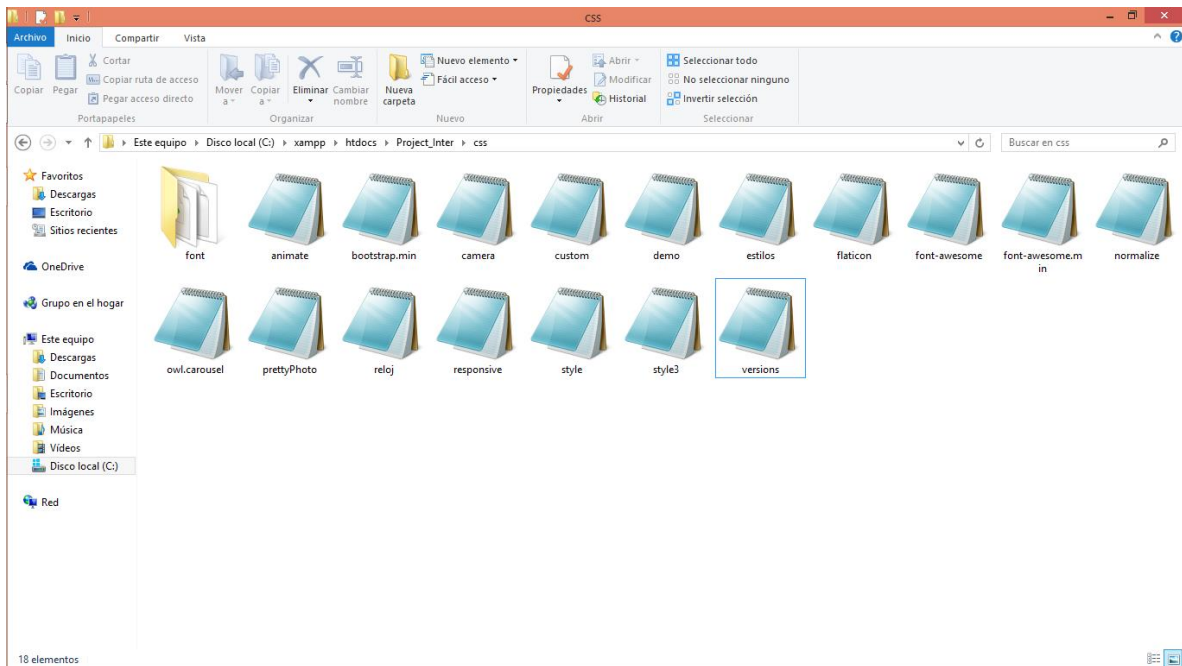 css
Archivo Inicio Compartir Vista
Copiar
Pegar
Cortar
Copiar ruta de acceso
Pegar acceso directo
Portapapeles
Mover a
Copiar a
Eliminar
Cambiar nombre
Organizar
Nueva carpeta
Nuevo elemento
Fácil acceso
Nuevo
Propiedades
Abrir
Modificar
Historial
Abrir
Seleccionar todo
No seleccionar ninguno
Invertir selección
Seleccionar
Este equipo Disco local (C:) xampp htdocs Project_Inter css
Buscar en css
Favoritos
Descargas
Escritorio
Sitios recientes
OneDrive
Grupo en el hogar
Este equipo
Descargas
Documentos
Escritorio
Imágenes
Música
Vídeos
Disco local (C:)
Red
font animate bootstrap.min camera custom demo estilos flaticon font-awesome font-awesome.m normalize
in
owl.carousel prettyPhoto reloj responsive style style3 versions
18 elementos